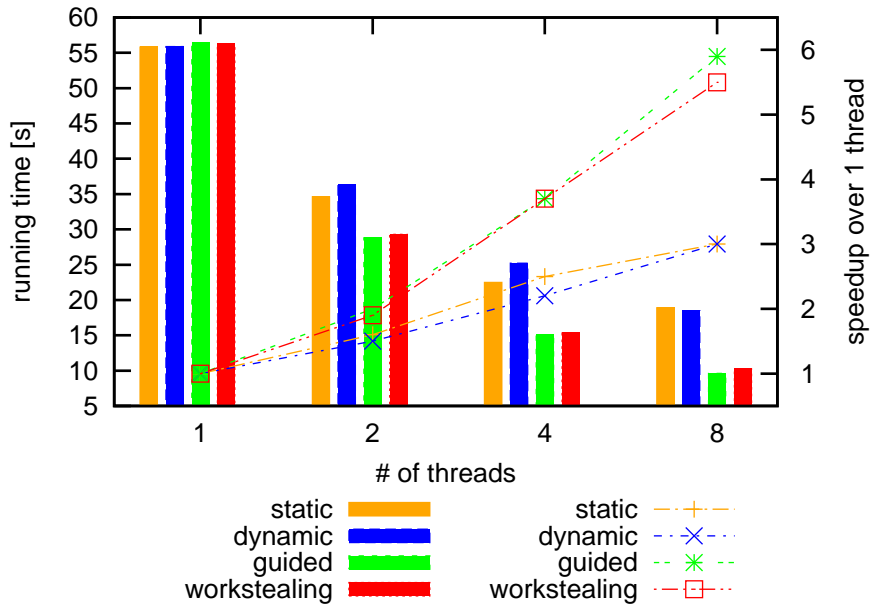 60
55
50
45
40
35
30
25
20
15
10
5
running time [s]
6
5
4
3
2
1
speedup over 1 thread
1 2 4 8
# of threads
static static
dynamic dynamic
guided guided
workstealing workstealing